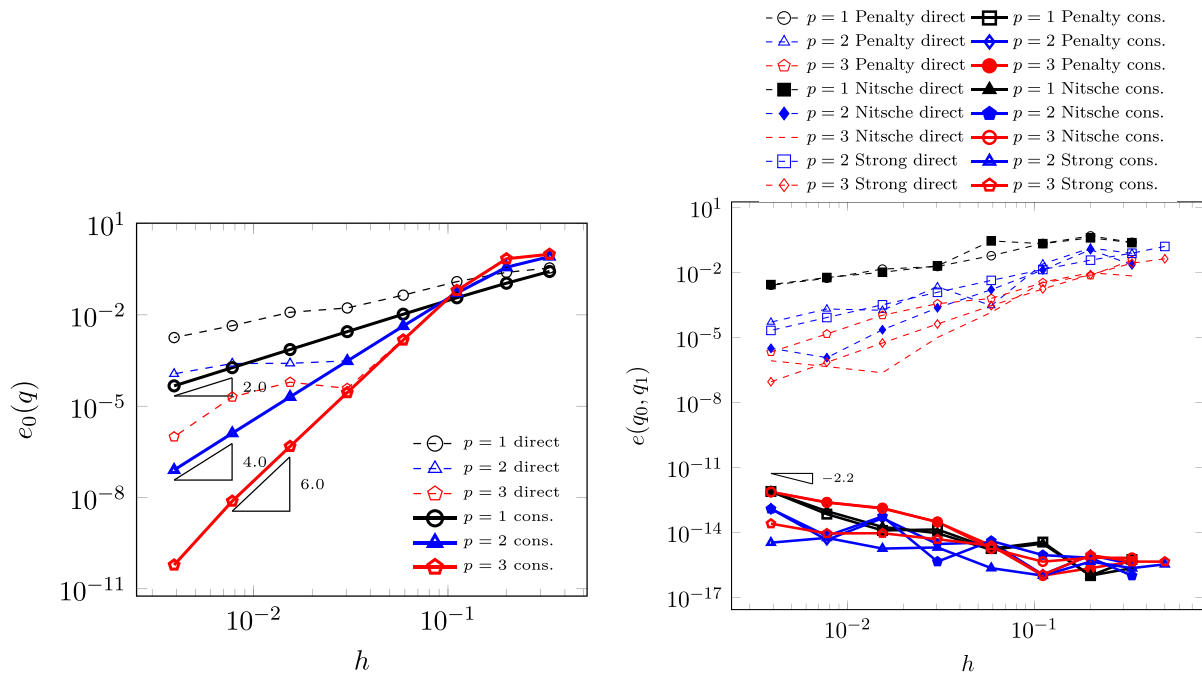 10^1
10^−2
10^−5
10^−8
10^−11
e_0(q)
2.0
4.0
6.0
p = 1 direct
p = 2 direct
p = 3 direct
p = 1 cons.
p = 2 cons.
p = 3 cons.
10^−2
10^−1
h
p = 1 Penalty direct
p = 1 Penalty cons.
p = 2 Penalty direct
p = 2 Penalty cons.
p = 3 Penalty direct
p = 3 Penalty cons.
p = 1 Nitsche direct
p = 1 Nitsche cons.
p = 2 Nitsche direct
p = 2 Nitsche cons.
p = 3 Nitsche direct
p = 3 Nitsche cons.
p = 2 Strong direct
p = 2 Strong cons.
p = 3 Strong direct
p = 3 Strong cons.
10^1
10^−2
10^−5
10^−8
10^−11
10^−14
10^−17
e(q_0, q_1)
−2.2
10^−2
10^−1
h